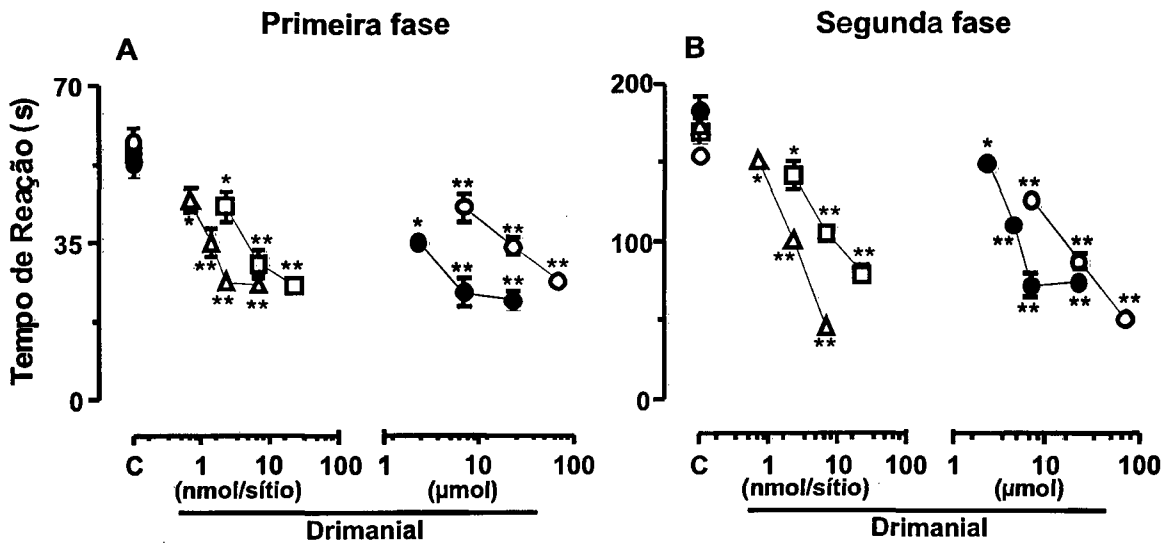 Primeira fase
Segunda fase
A
B
Tempo de Reação (s)
70
35
0
200
100
0
* ** * ** ** ** ** * ** ** ** ** **
* ** ** * ** ** * ** ** ** ** ** **
C 1 10 100
1 10 100
C 1 10 100
1 10 100
(nmol/sítio)
(µmol)
(nmol/sítio)
(µmol)
Drimanial
Drimanial